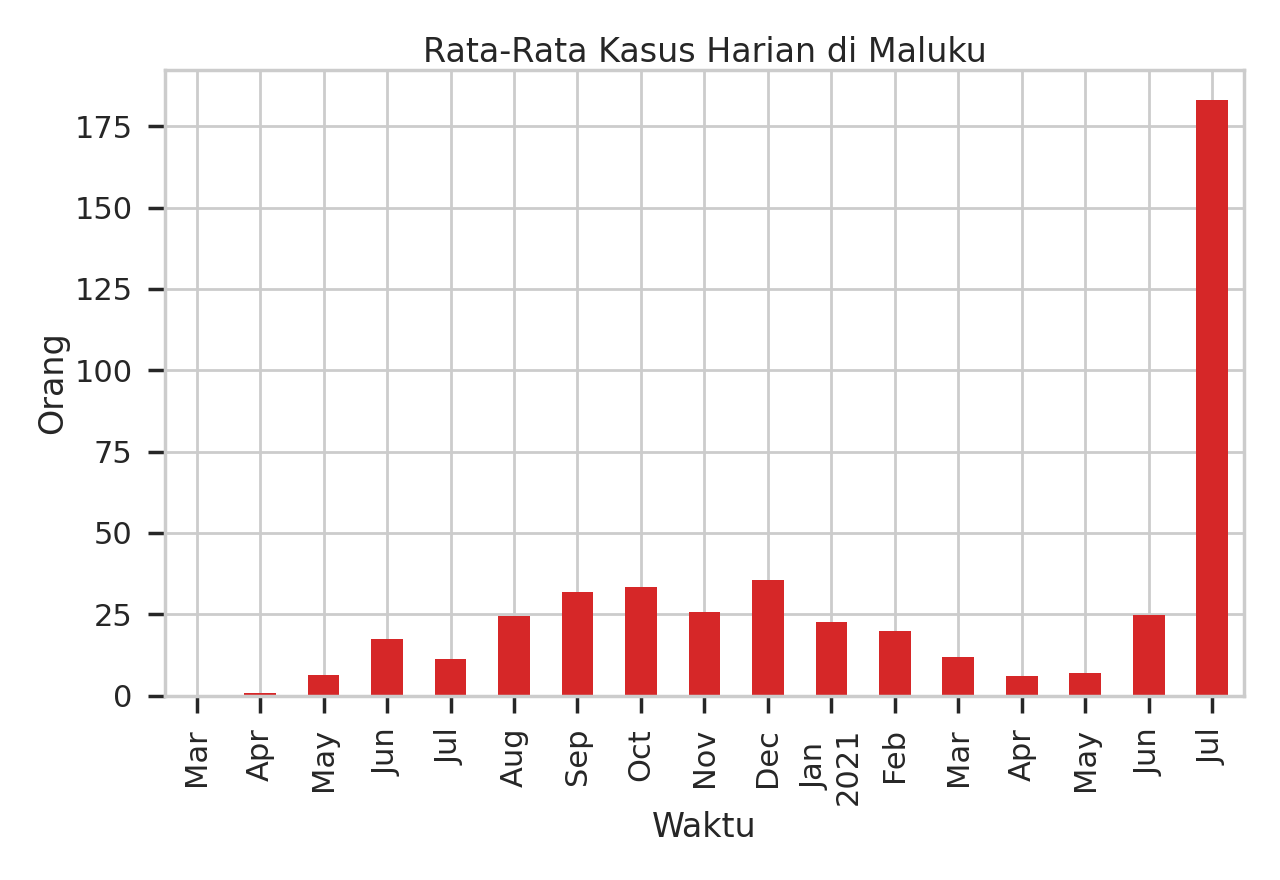 Rata-Rata Kasus Harian di Maluku
175
150
125
100
75
50
25
0
Orang
Mar
Apr
May
Jun
Jul
Aug
Sep
Oct
Nov
Dec
Jan
2021
Feb
Mar
Apr
May
Jun
Jul
Waktu